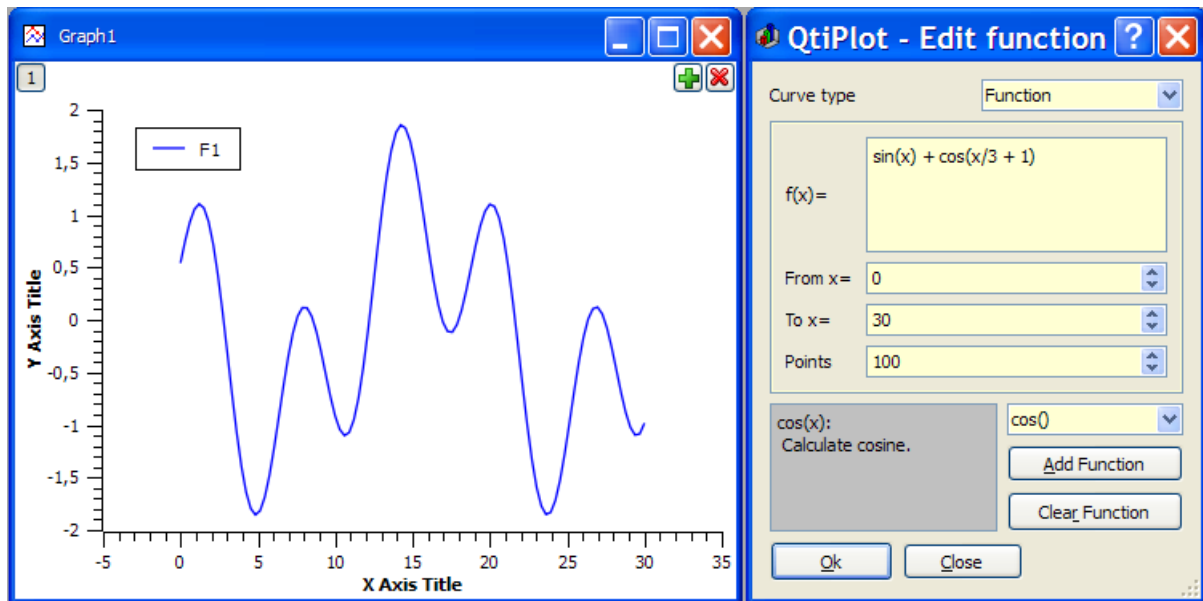 Graph1
1
F1
2
1,5
1
0,5
0
-0,5
-1
-1,5
-2
Y Axis Title
-5 0 5 10 15 20 25 30 35
X Axis Title
QtiPlot - Edit function
Curve type Function
f(x)= sin(x) + cos(x/3 + 1)
From x= 0
To x= 30
Points 100
cos(x):
Calculate cosine.
cos()
Add Function
Clear Function
Ok Close